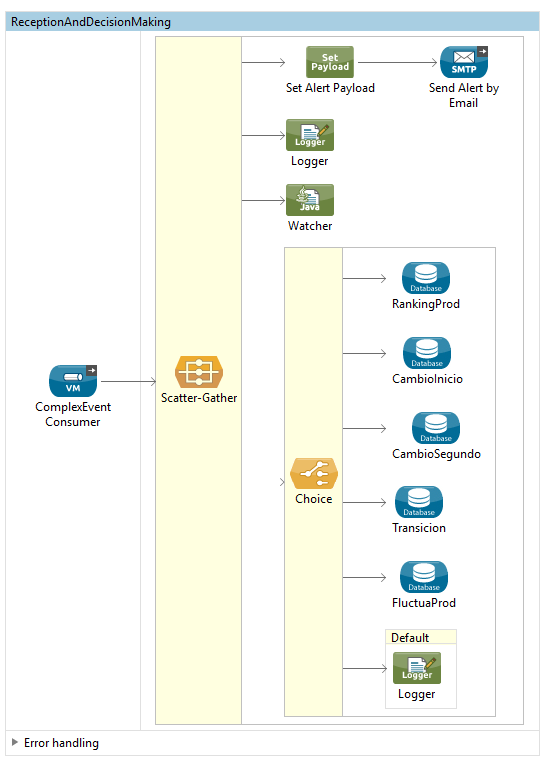 ReceptionAndDecisionMaking
Set
Payload
Set Alert Payload
SMTP
Send Alert by
Email
Logger
Logger
Java
Watcher
VM
ComplexEvent
Consumer
Scatter-Gather
Choice
Database
RankingProd
Database
CambioInicio
Database
CambioSegundo
Database
Transicion
Database
FluctuaProd
Default
Logger
Logger
Error handling